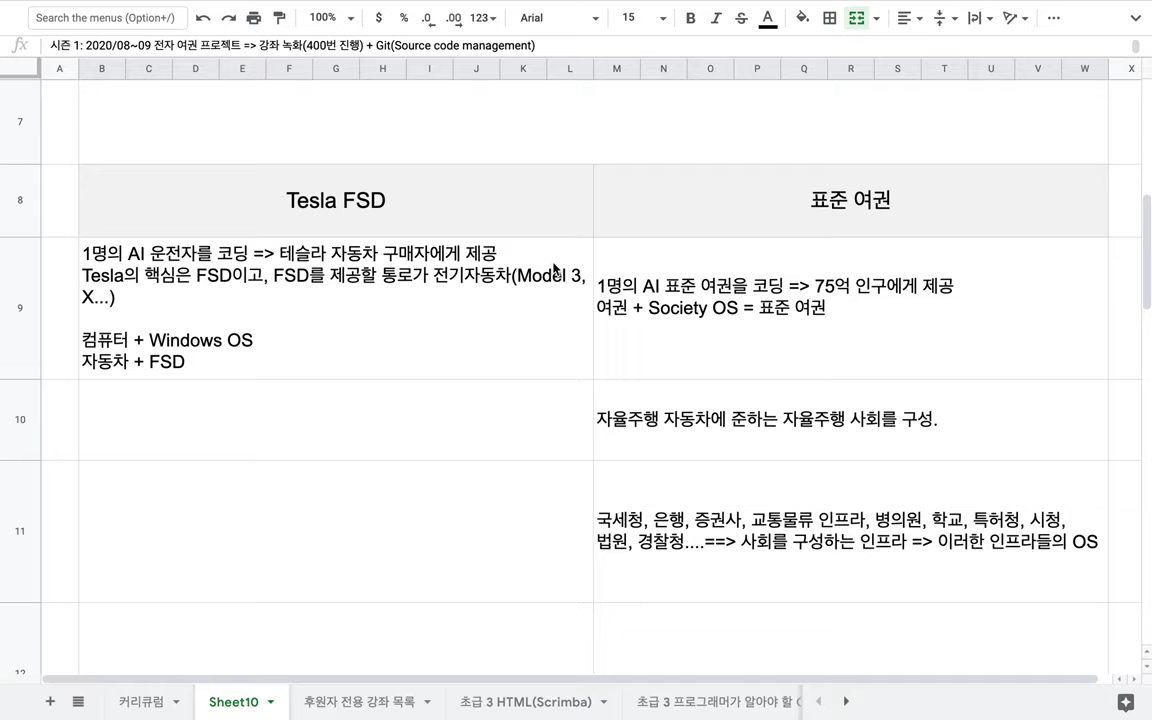 Search the menus (Option+/)
100%
$ % .0 .00 123
Arial
15
B I A
fx
시즌 1: 2020/08~09 전자 여권 프로젝트 => 강좌 녹화(400번 진행) + Git(Source code management)
A B C D E F G H I J K L M N O P Q R S T U V W X
7
8
Tesla FSD
표준 여권
9
1명의 AI 운전자를 코딩 => 테슬라 자동차 구매자에게 제공
Tesla의 핵심은 FSD이고, FSD를 제공할 통로가 전기자동차(Model 3,
X...)
컴퓨터 + Windows OS
자동차 + FSD
1명의 AI 표준 여권을 코딩 => 75억 인구에게 제공
여권 + Society OS = 표준 여권
10
자율주행 자동차에 준하는 자율주행 사회를 구성.
11
국세청, 은행, 증권사, 교통물류 인프라, 병의원, 학교, 특허청, 시청,
법원, 경찰청....==> 사회를 구성하는 인프라 => 이러한 인프라들의 OS
12
커리큐럼
Sheet10
후원자 전용 강좌 목록
초급 3 HTML(Scrimba)
초급 3 프로그래머가 알아야 할